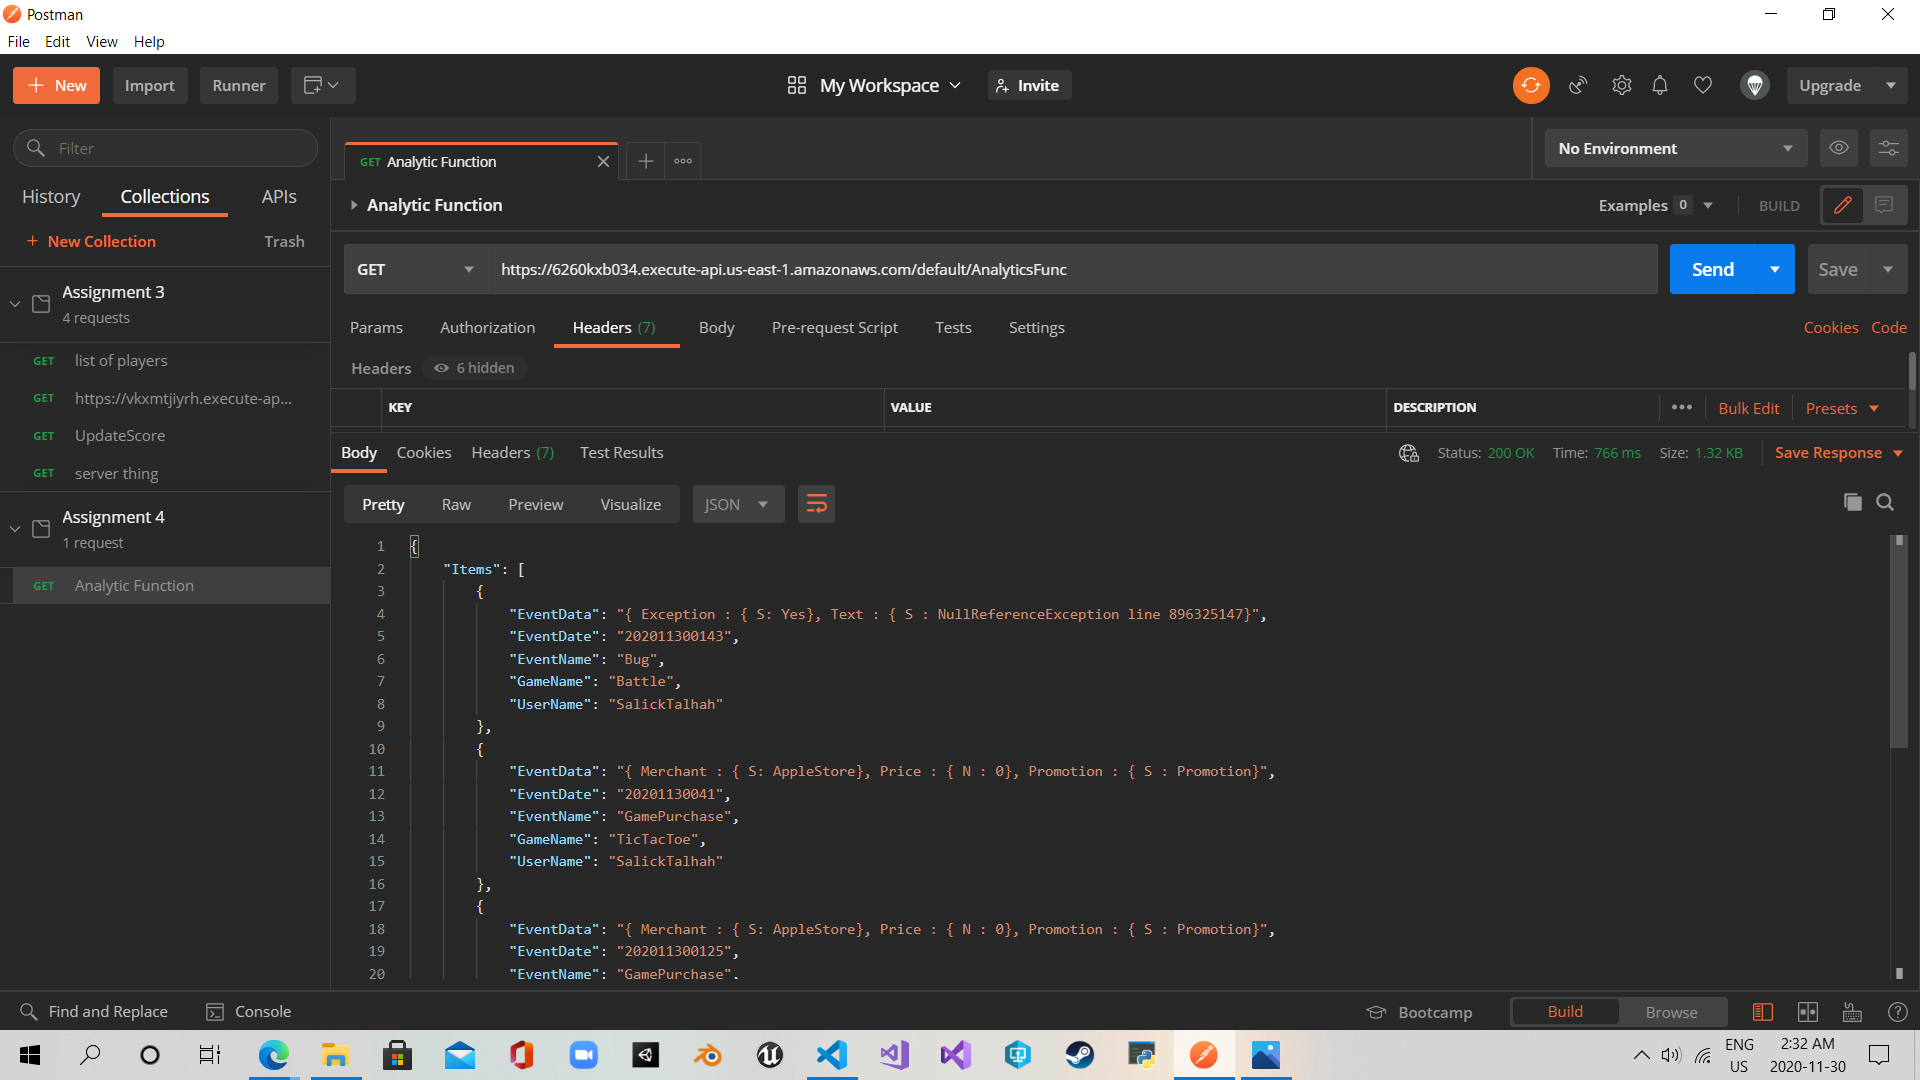 Postman
File Edit View Help
New Import Runner My Workspace Invite Upgrade
Filter
History Collections APIs
New Collection Trash
Assignment 3
4 requests
GET list of players
GET https://vkxmtjiyrh.execute-ap...
GET UpdateScore
GET server thing
Assignment 4
1 request
GET Analytic Function
GET Analytic Function
No Environment
Analytic Function
Examples 0 BUILD
GET https://6260kxb034.execute-api.us-east-1.amazonaws.com/default/AnalyticsFunc Send Save
Params Authorization Headers (7) Body Pre-request Script Tests Settings Cookies Code
Headers 6 hidden
KEY VALUE DESCRIPTION Bulk Edit Presets
Body Cookies Headers (7) Test Results Status: 200 OK Time: 766 ms Size: 1.32 KB Save Response
Pretty Raw Preview Visualize JSON
1 {
2 "Items": [
3 {
4 "EventData": "{ Exception : { S: Yes}, Text : { S : NullReferenceException line 896325147}",
5 "EventDate": "202011300143",
6 "EventName": "Bug",
7 "GameName": "Battle",
8 "UserName": "SalickTalhah"
9 },
10 {
11 "EventData": "{ Merchant : { S: AppleStore}, Price : { N : 0}, Promotion : { S : Promotion}",
12 "EventDate": "20201130041",
13 "EventName": "GamePurchase",
14 "GameName": "TicTacToe",
15 "UserName": "SalickTalhah"
16 },
17 {
18 "EventData": "{ Merchant : { S: AppleStore}, Price : { N : 0}, Promotion : { S : Promotion}",
19 "EventDate": "202011300125",
20 "EventName": "GamePurchase",
Find and Replace Console Bootcamp Build Browse
ENG
US
2:32 AM
2020-11-30